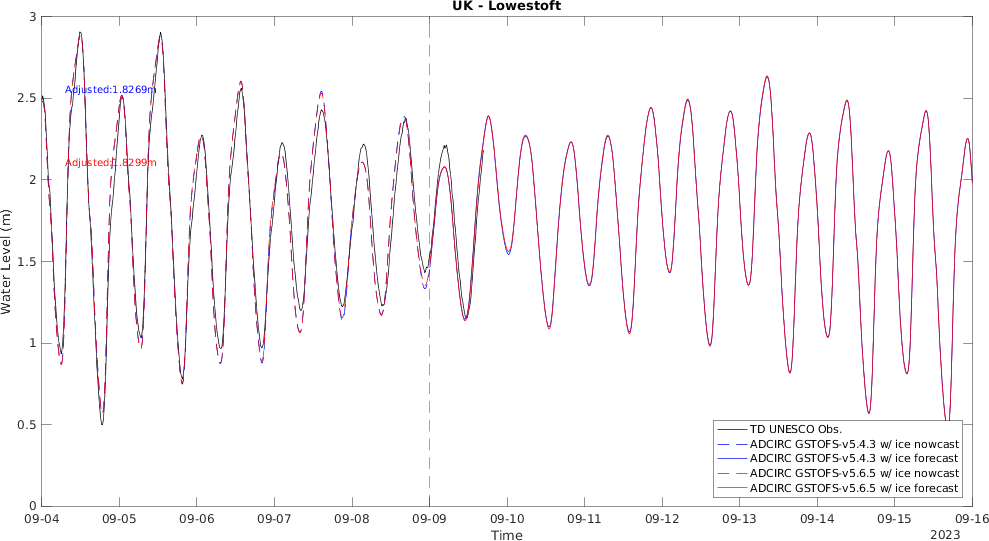 UK - Lowestoft
3
2.5
2
1.5
1
0.5
0
Water Level (m)
Adjusted:1.8269m
Adjusted:1.8299m
TD UNESCO Obs.
ADCIRC GSTOFS-v5.4.3 w/ ice nowcast
ADCIRC GSTOFS-v5.4.3 w/ ice forecast
ADCIRC GSTOFS-v5.6.5 w/ ice nowcast
ADCIRC GSTOFS-v5.6.5 w/ ice forecast
09-04 09-05 09-06 09-07 09-08 09-09 09-10 09-11 09-12 09-13 09-14 09-15 09-16
Time
2023